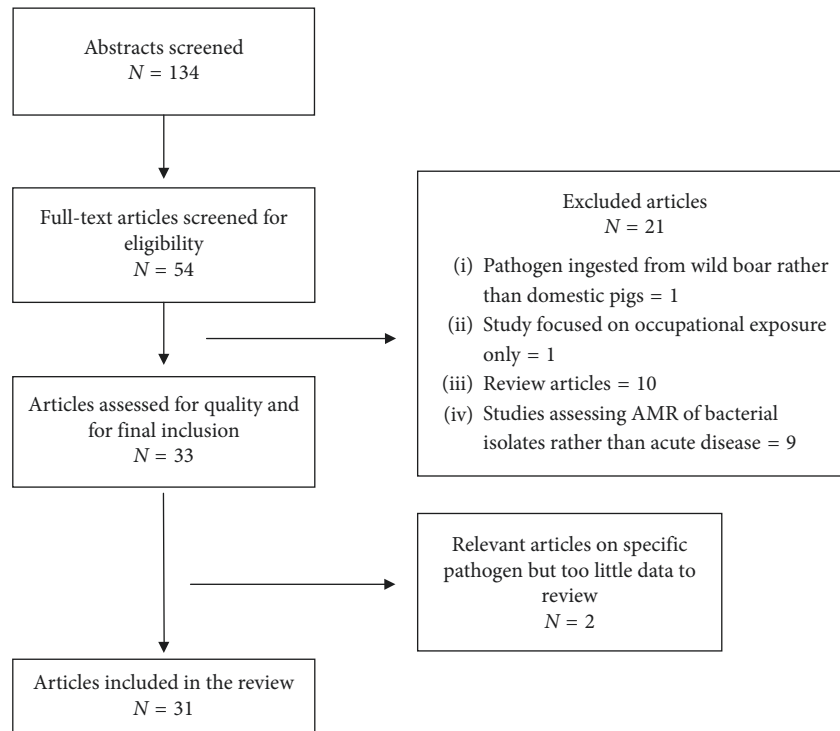 Abstracts screened
N = 134
Full-text articles screened for
eligibility
N = 54
Excluded articles
N = 21
(i) Pathogen ingested from wild boar rather
than domestic pigs = 1
(ii) Study focused on occupational exposure
only = 1
(iii) Review articles = 10
(iv) Studies assessing AMR of bacterial
isolates rather than acute disease = 9
Articles assessed for quality and
for final inclusion
N = 33
Relevant articles on specific
pathogen but too little data to
review
N = 2
Articles included in the review
N = 31